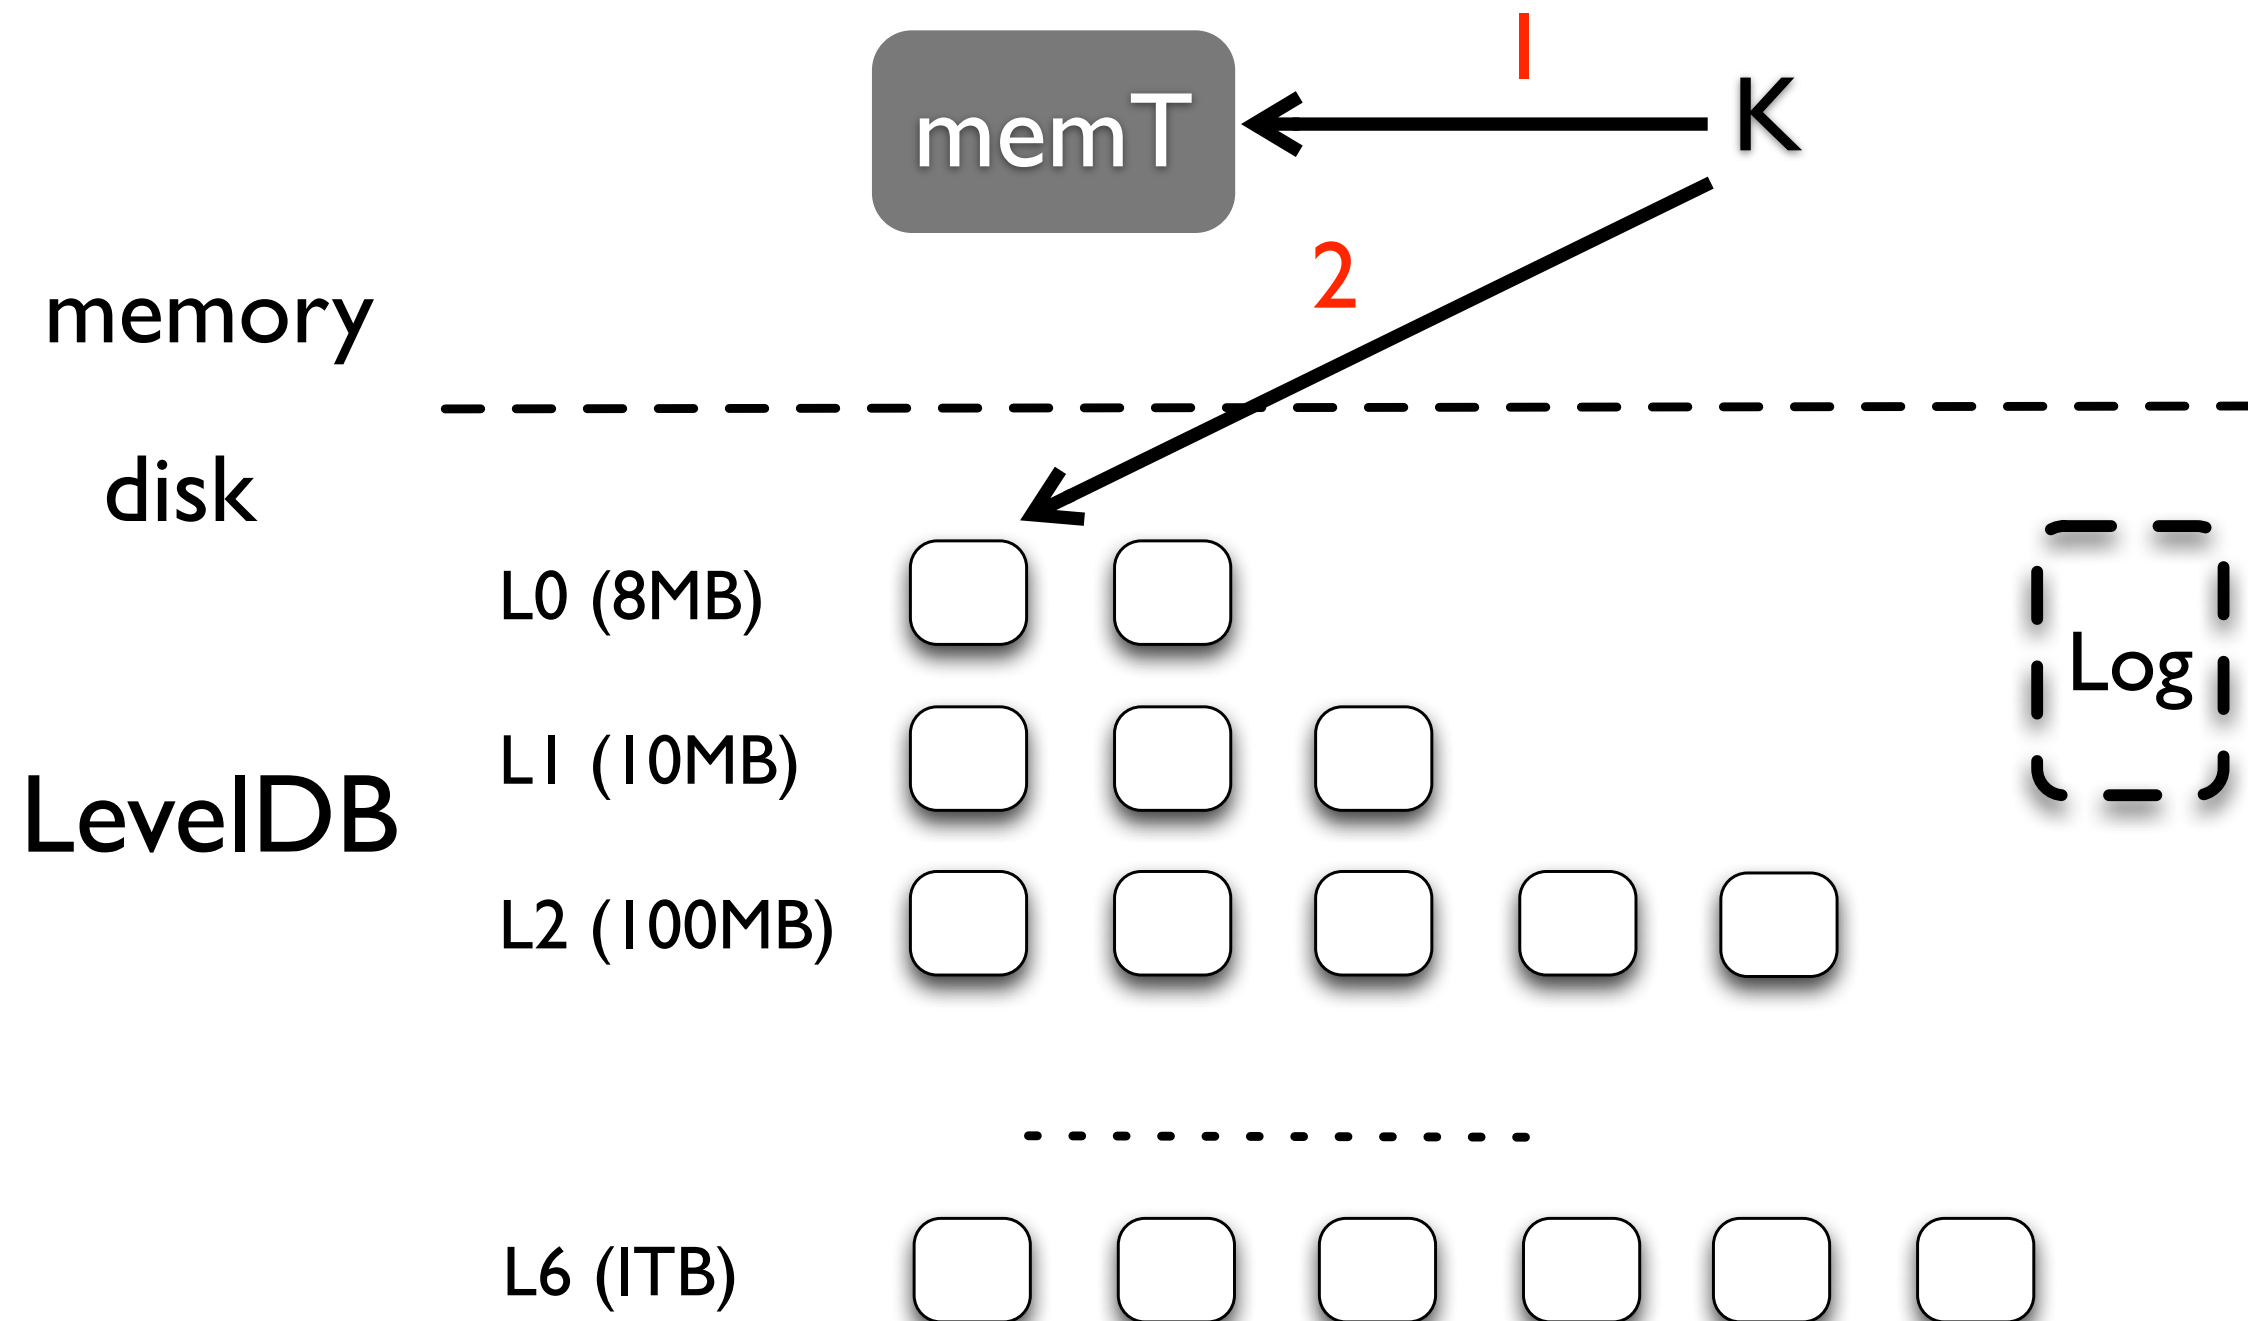 1
memT
K
2
memory
disk
L0 (8MB)
Log
L1 (10MB)
LevelDB
L2 (100MB)
L6 (1TB)